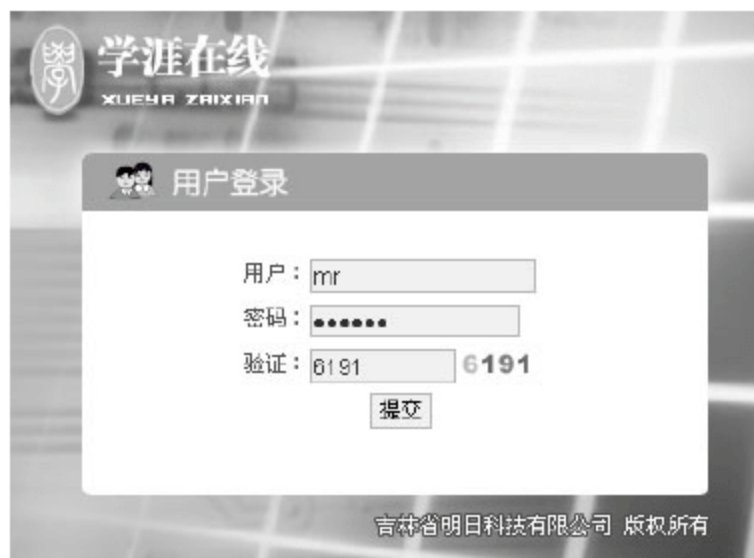 学涯在线
XUEYA ZAIXIAN
用户登录
用户：mr
密码：••••••
验证：6191 6191
提交
吉林省明日科技有限公司 版权所有